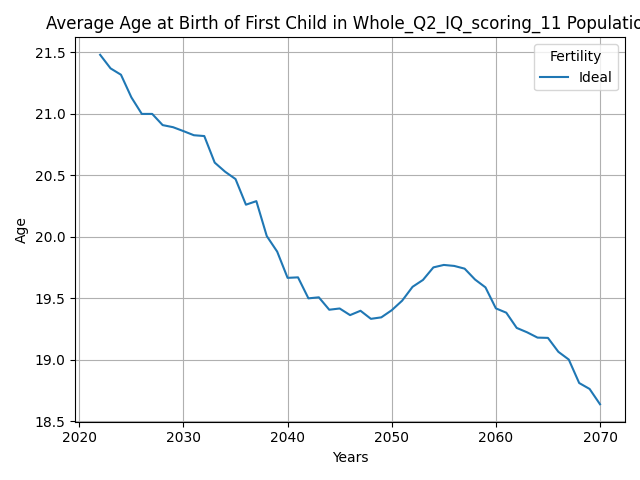 Average Age at Birth of First Child in Whole_Q2_IQ_scoring_11 Populatio
Fertility
Ideal
21.5
21.0
20.5
20.0
19.5
19.0
18.5
Age
2020 2030 2040 2050 2060 2070
Years